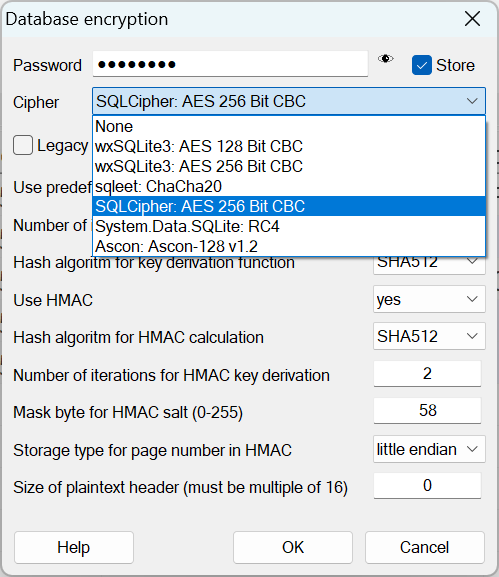 Database encryption
Password ●●●●●●●● Store
Cipher SQLCipher: AES 256 Bit CBC
None
wxSQLite3: AES 128 Bit CBC
Legacy
wxSQLite3: AES 256 Bit CBC
sqleet: ChaCha20
Use
SQLCipher: AES 256 Bit CBC
Number of
System.Data.SQLite: RC4
Ascon: Ascon-128 v1.2
Hash algoritm for key derivation function SHA512
Use HMAC yes
Hash algoritm for HMAC calculation SHA512
Number of iterations for HMAC key derivation 2
Mask byte for HMAC salt (0-255) 58
Storage type for page number in HMAC little endian
Size of plaintext header (must be multiple of 16) 0
Help OK Cancel